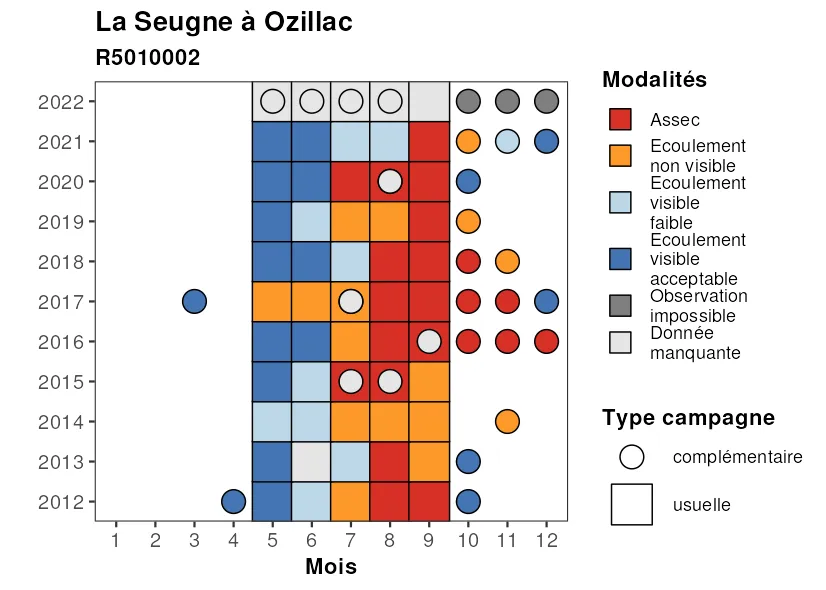 La Seugne à Ozillac
R5010002
2022
2021
2020
2019
2018
2017
2016
2015
2014
2013
2012
1 2 3 4 5 6 7 8 9 10 11 12
Mois
Modalités
Assec
Ecoulement
non visible
Ecoulement
visible
faible
Ecoulement
visible
acceptable
Observation
impossible
Donnée
manquante
Type campagne
complémentaire
usuelle